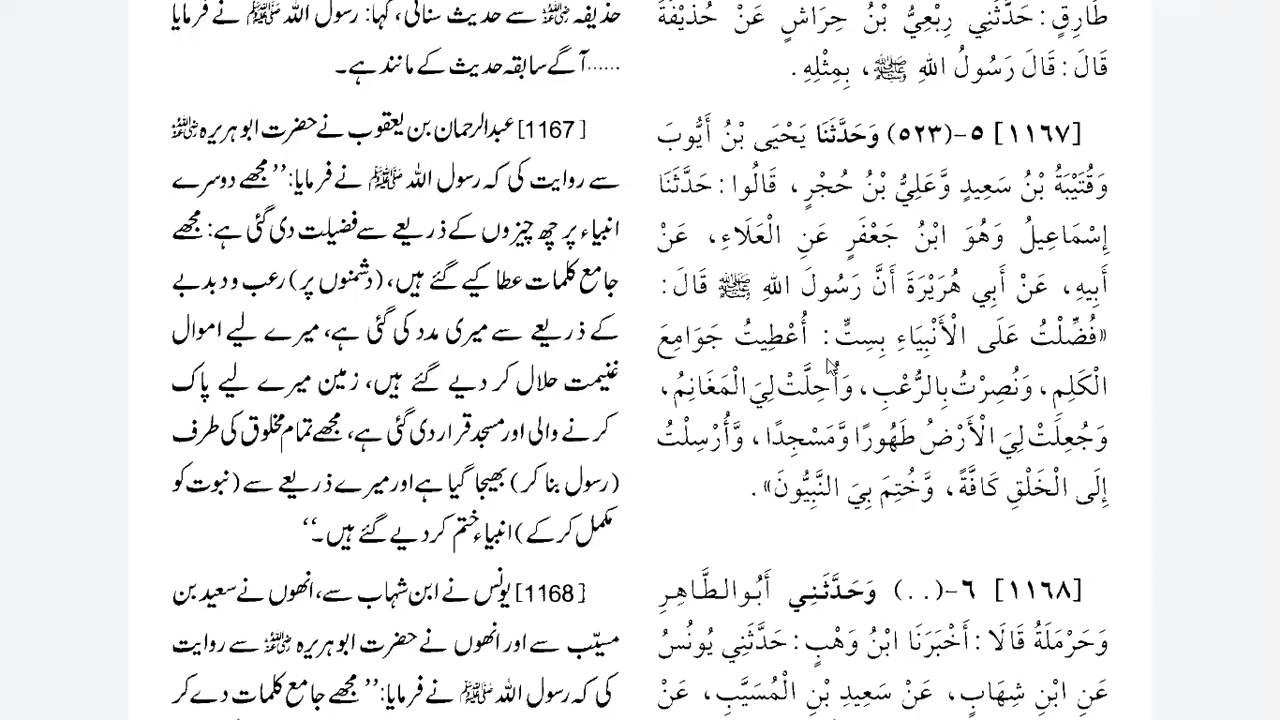 طَارِقٍ: حَدَّثَنِي رِبْعِيُّ بْنُ حِرَاشٍ عَنْ حُذَيْفَةَ
قَالَ: قَالَ رَسُولُ اللهِ ﷺ، بِمِثْلِهِ.
[١١٦٧] ٥-(٥٢٣) وَحَدَّثَنَا يَحْيَى بْنُ أَيُّوبَ
وَقُتَيْبَةُ بْنُ سَعِيدٍ وَّعَلِيُّ بْنُ حُجْرٍ، قَالُوا: حَدَّثَنَا
إِسْمَاعِيلُ وَهُوَ ابْنُ جَعْفَرٍ عَنِ الْعَلَاءِ، عَنْ
أَبِيهِ، عَنْ أَبِي هُرَيْرَةَ أَنَّ رَسُولَ اللهِ ﷺ قَالَ:
«فُضِّلْتُ عَلَى الْأَنْبِيَاءِ بِسِتٍّ: أُعْطِيتُ جَوَامِعَ
الْكَلِمِ، وَنُصِرْتُ بِالرُّعْبِ، وَأُحِلَّتْ لِيَ الْمَغَانِمُ،
وَجُعِلَتْ لِيَ الْأَرْضُ طَهُورًا وَّمَسْجِدًا، وَّأُرْسِلْتُ
إِلَى الْخَلْقِ كَافَّةً، وَّخُتِمَ بِيَ النَّبِيُّونَ».
[١١٦٨] ٦-(..) وَحَدَّثَنِي أَبُو الطَّاهِرِ
وَحَرْمَلَةُ قَالَا: أَخْبَرَنَا ابْنُ وَهْبٍ: حَدَّثَنِي يُونُسُ
عَنِ ابْنِ شِهَابٍ، عَنْ سَعِيدِ بْنِ الْمُسَيَّبِ، عَنْ
حذیفہ ؓ سے حدیث سنائی، کہا: رسول اللہ ﷺ نے فرمایا
......آگے سابقہ حدیث کے مانند ہے۔
[1167] عبدالرحمان بن یعقوب نے حضرت ابو ہریرہ ؓ
سے روایت کی کہ رسول اللہ ﷺ نے فرمایا: ’’مجھے دوسرے
انبیاء پر چھ چیزوں کے ذریعے سے فضیلت دی گئی ہے: مجھے
جامع کلمات عطا کیے گئے ہیں، (دشمنوں پر) رعب و دبدبے
کے ذریعے سے میری مدد کی گئی ہے، میرے لیے اموال
غنیمت حلال کر دیے گئے ہیں، زمین میرے لیے پاک
کرنے والی اور مسجد قرار دی گئی ہے، مجھے تمام مخلوق کی طرف
(رسول بنا کر) بھیجا گیا ہے اور میرے ذریعے سے (نبوت کو
مکمل کر کے) انبیاء ختم کر دیے گئے ہیں۔‘‘
[1168] یونس نے ابن شہاب سے، انھوں نے سعید بن
مسیّب سے اور انھوں نے حضرت ابو ہریرہ ؓ سے روایت
کی کہ رسول اللہ ﷺ نے فرمایا: ’’مجھے جامع کلمات دے کر